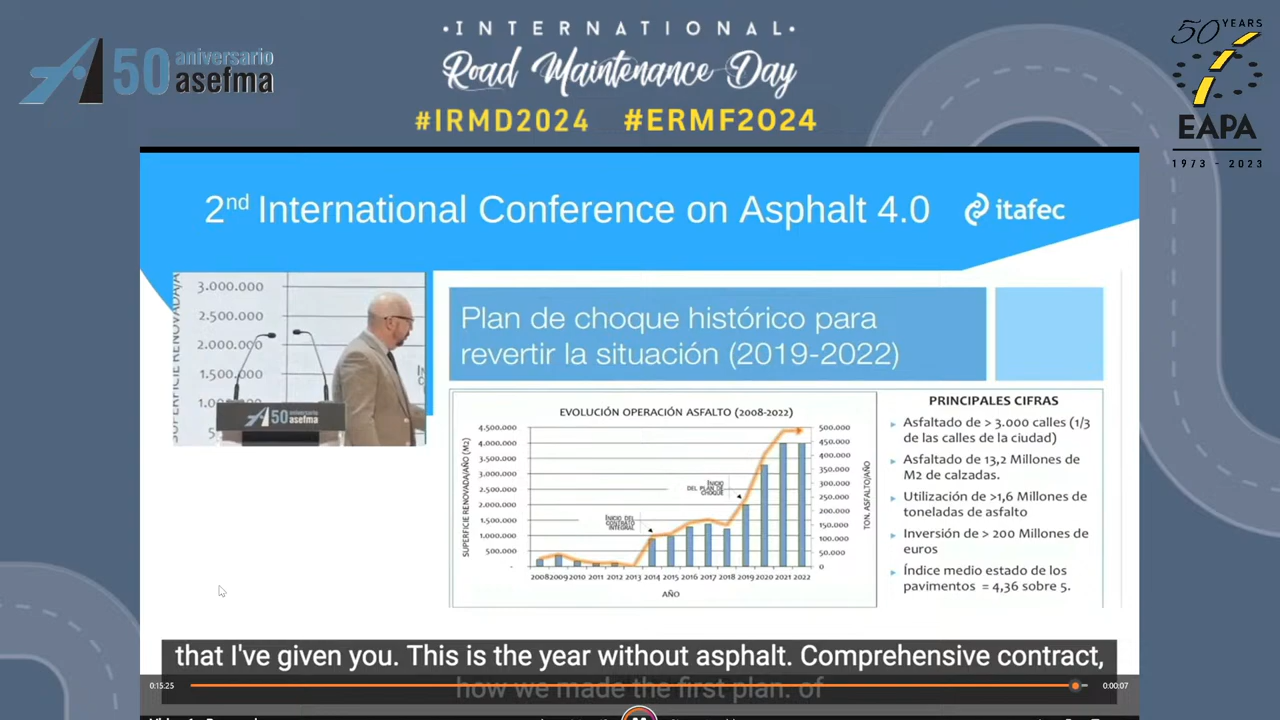 ·INTERNATIONAL·
Road Maintenance Day
#IRMD2024 #ERMF2024
50 aniversario
asefma
50 YEARS
EAPA
1973 - 2023
2nd International Conference on Asphalt 4.0
itafec
3.000.000
2.500.000
2.000.000
1.500.000
SUPERFICIE RENOVADA/A
50 aniversario
asefma
Plan de choque histórico para
revertir la situación (2019-2022)
EVOLUCIÓN OPERACIÓN ASFALTO (2008-2022)
SUPERFICIE RENOVADA/AÑO (M2)
4.500.000
4.000.000
3.500.000
3.000.000
2.500.000
2.000.000
1.500.000
1.000.000
500.000
-
INICIO DEL
CONTRATO
INTEGRAL
INICIO
DEL PLAN DE
CHOQUE
500.000
450.000
400.000
350.000
300.000
250.000
200.000
150.000
100.000
50.000
0
TON. ASFALTO/AÑO
2008 2009 2010 2011 2012 2013 2014 2015 2016 2017 2018 2019 2020 2021 2022
AÑO
PRINCIPALES CIFRAS
Asfaltado de > 3.000 calles (1/3
de las calles de la ciudad)
Asfaltado de 13,2 Millones de
M2 de calzadas.
Utilización de >1,6 Millones de
toneladas de asfalto
Inversión de > 200 Millones de
euros
Índice medio estado de los
pavimentos = 4,36 sobre 5.
that I've given you. This is the year without asphalt. Comprehensive contract,
how we made the first plan. of
0:15:25
0:00:07